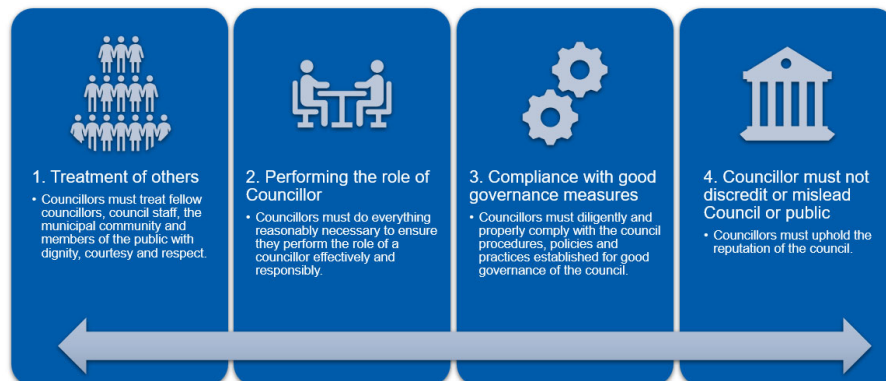 1. Treatment of others
• Councillors must treat fellow
councillors, council staff, the
municipal community and
members of the public with
dignity, courtesy and respect.
2. Performing the role of
Councillor
• Councillors must do everything
reasonably necessary to ensure
they perform the role of a
councillor effectively and
responsibly.
3. Compliance with good
governance measures
• Councillors must diligently and
properly comply with the council
procedures, policies and
practices established for good
governance of the council.
4. Councillor must not
discredit or mislead
Council or public
• Councillors must uphold the
reputation of the council.